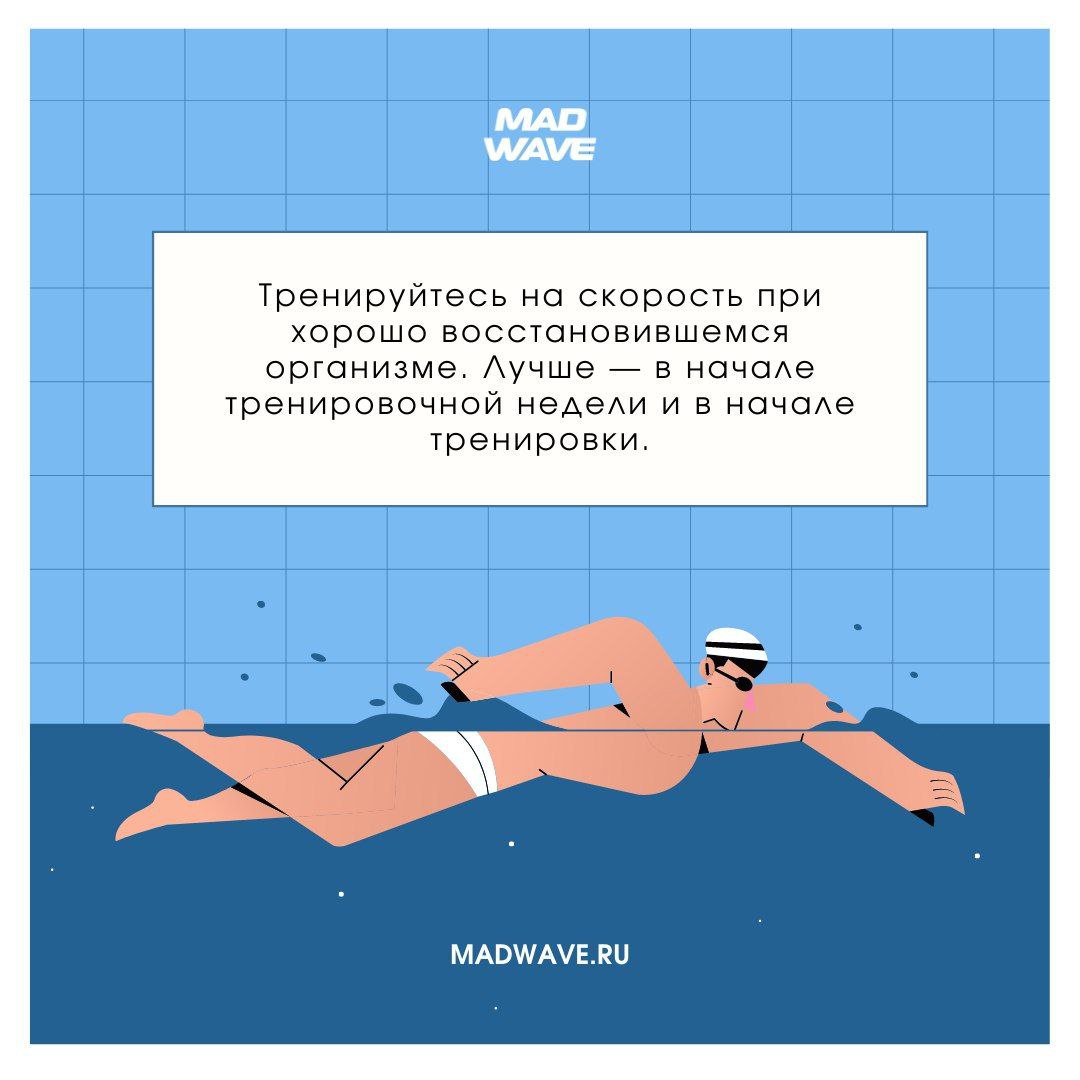 MAD
WAVE
Тренируйтесь на скорость при
хорошо восстановившемся
организме. Лучше — в начале
тренировочной недели и в начале
тренировки.
MADWAVE.RU